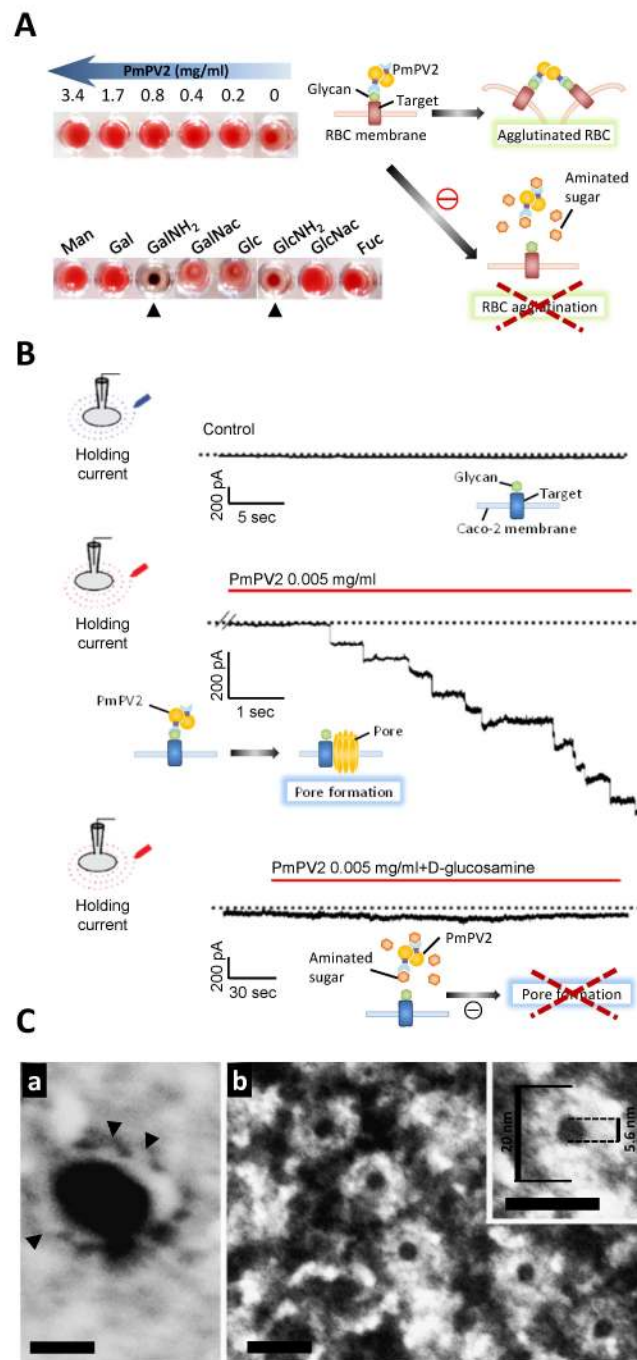 A
PmPV2 (mg/ml)
3.4 1.7 0.8 0.4 0.2 0
Glycan
PmPV2
Target
RBC membrane
Agglutinated RBC
Aminated
sugar
Man Gal GalNH2 GalNac Glc GlcNH2 GlcNac Fuc
RBC agglutination
B
Holding
current
Control
200 pA
5 sec
Glycan
Target
Caco-2 membrane
Holding
current
PmPV2 0.005 mg/ml
200 pA
1 sec
PmPV2
Pore
Pore formation
Holding
current
PmPV2 0.005 mg/ml+D-glucosamine
200 pA
30 sec
Aminated
sugar
PmPV2
Pore formation
C
a
b
20 nm
5.6 nm